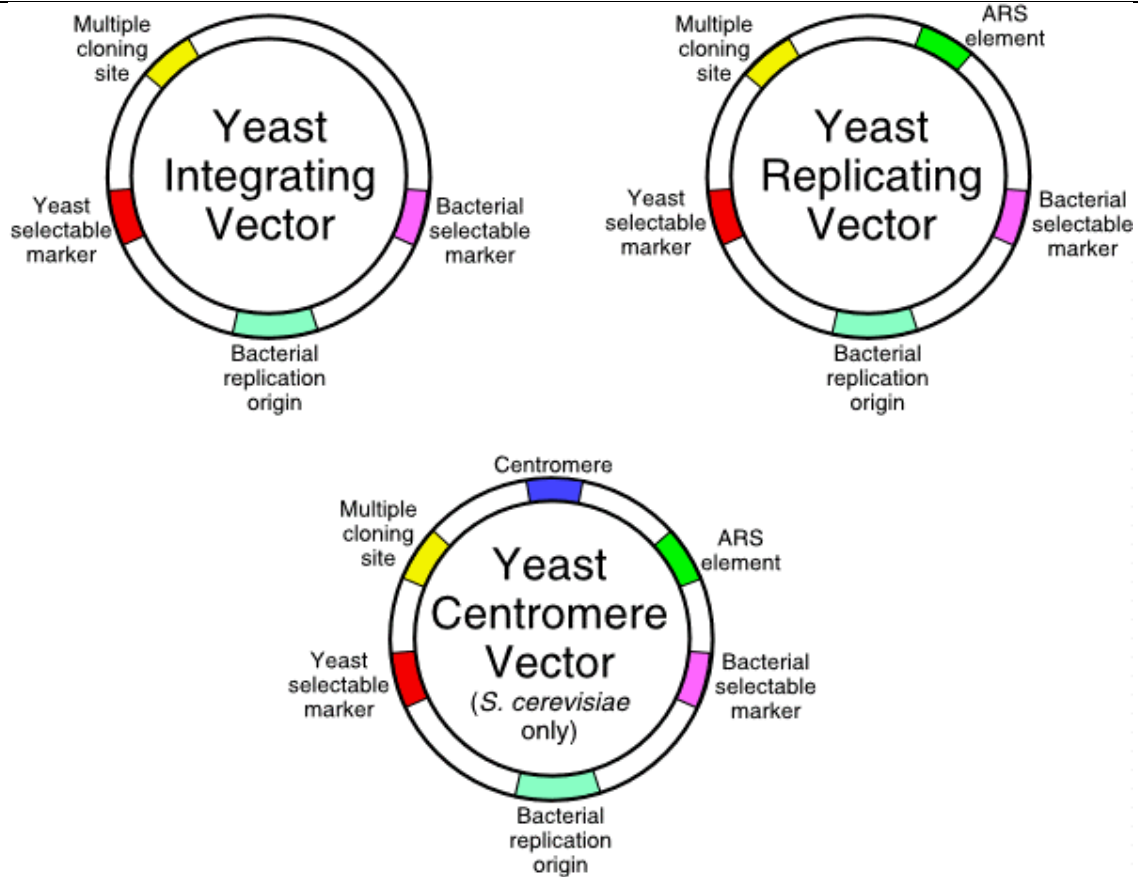 Multiple
cloning
site
Yeast
Integrating
Vector
Yeast
selectable
marker
Bacterial
selectable
marker
Bacterial
replication
origin
Multiple
cloning
site
ARS
element
Yeast
Replicating
Vector
Yeast
selectable
marker
Bacterial
selectable
marker
Bacterial
replication
origin
Centromere
Multiple
cloning
site
ARS
element
Yeast
Centromere
Vector
(S. cerevisiae
only)
Yeast
selectable
marker
Bacterial
selectable
marker
Bacterial
replication
origin